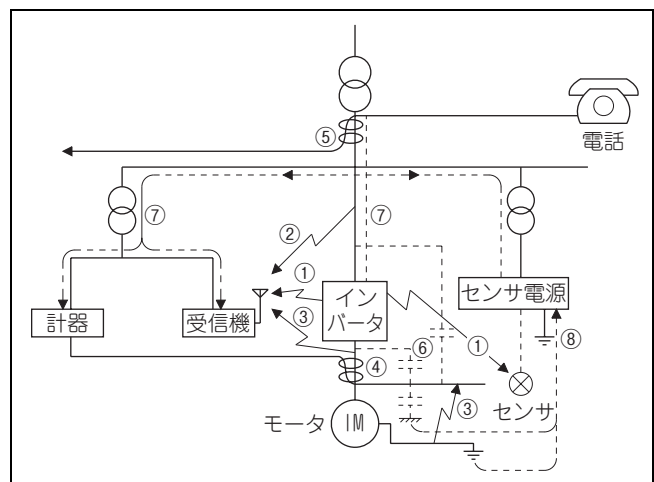 電話
⑤
⑦
⑦
②
①
③
イン
バータ
センサ電源
計器
受信機
⑥
①
⑧
④
③
センサ
モータ
IM